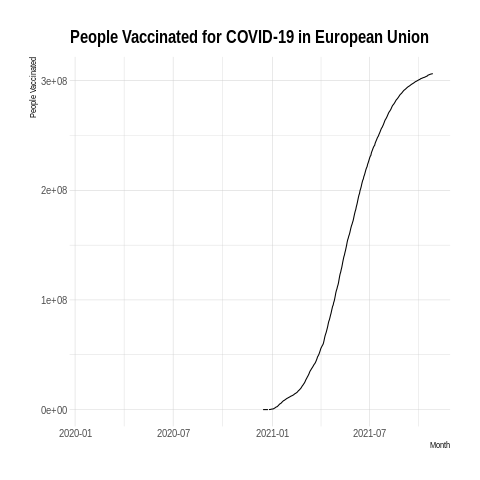 People Vaccinated for COVID-19 in European Union
People Vaccinated
3e+08
2e+08
1e+08
0e+00
2020-01
2020-07
2021-01
2021-07
Month